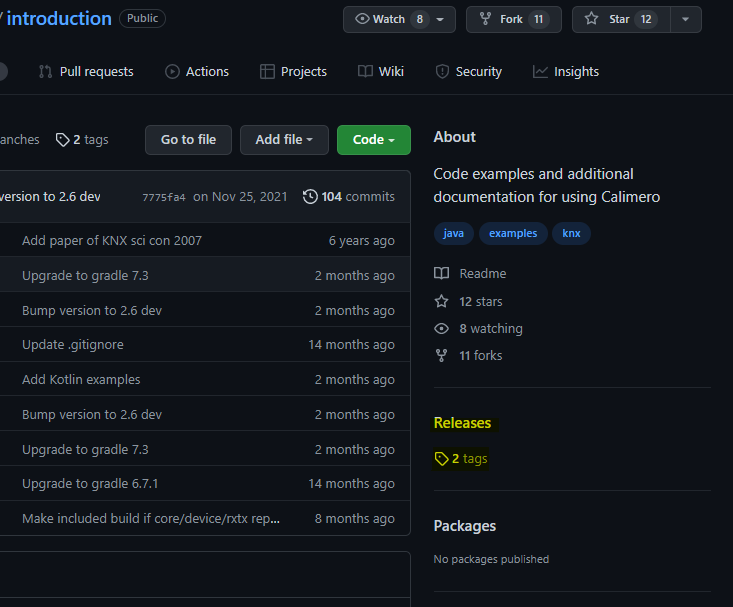 / introduction Public Watch 8 Fork 11 Star 12
Pull requests Actions Projects Wiki Security Insights
anches 2 tags Go to file Add file Code
version to 2.6 dev 7775fa4 on Nov 25, 2021 104 commits
Add paper of KNX sci con 2007 6 years ago
Upgrade to gradle 7.3 2 months ago
Bump version to 2.6 dev 2 months ago
Update .gitignore 14 months ago
Add Kotlin examples 2 months ago
Bump version to 2.6 dev 2 months ago
Upgrade to gradle 7.3 2 months ago
Upgrade to gradle 6.7.1 14 months ago
Make included build if core/device/rxtx rep... 8 months ago
About
Code examples and additional
documentation for using Calimero
java examples knx
Readme
12 stars
8 watching
11 forks
Releases
2 tags
Packages
No packages published